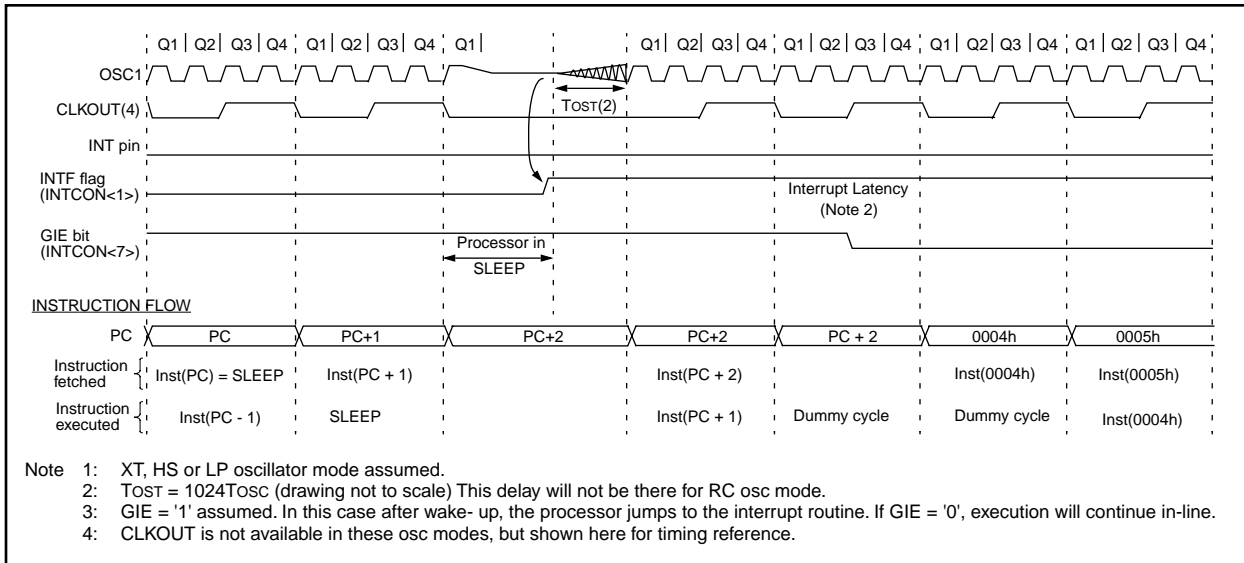 Q1 Q2 Q3 Q4 Q1 Q2 Q3 Q4 Q1 Q1 Q2 Q3 Q4 Q1 Q2 Q3 Q4 Q1 Q2 Q3 Q4 Q1 Q2 Q3 Q4
OSC1
TOST(2)
CLKOUT(4)
INT pin
INTF flag
(INTCON<1>)
Interrupt Latency
(Note 2)
GIE bit
(INTCON<7>)
Processor in
SLEEP
INSTRUCTION FLOW
PC PC PC+1 PC+2 PC+2 PC + 2 0004h 0005h
Instruction
fetched
Inst(PC) = SLEEP Inst(PC + 1) Inst(PC + 2) Inst(0004h) Inst(0005h)
Instruction
executed
Inst(PC - 1) SLEEP Inst(PC + 1) Dummy cycle Dummy cycle Inst(0004h)
Note 1: XT, HS or LP oscillator mode assumed.
2: TOST = 1024TOSC (drawing not to scale) This delay will not be there for RC osc mode.
3: GIE = '1' assumed. In this case after wake- up, the processor jumps to the interrupt routine. If GIE = '0', execution will continue in-line.
4: CLKOUT is not available in these osc modes, but shown here for timing reference.